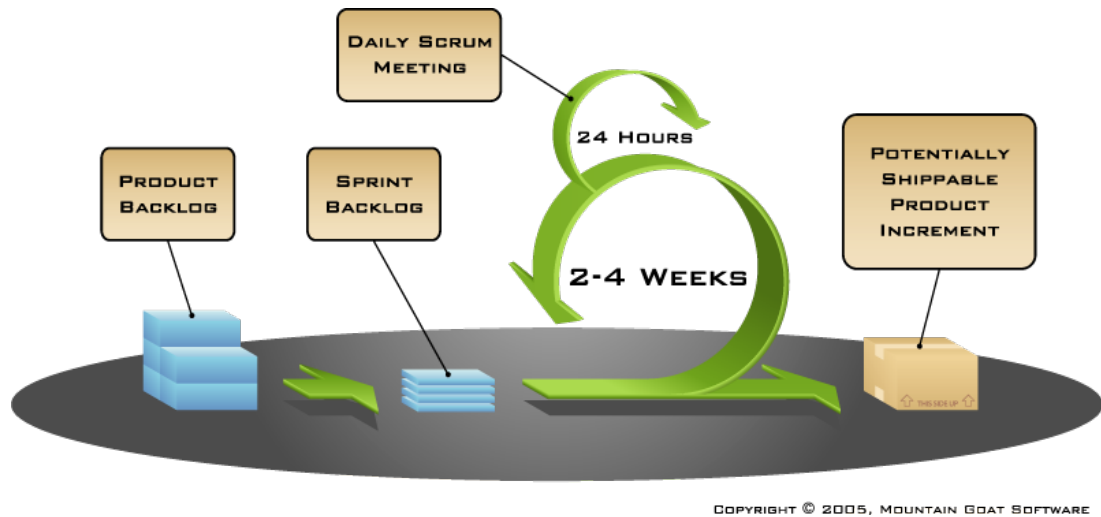 Daily Scrum
Meeting
24 Hours
Product
Backlog
Sprint
Backlog
Potentially
Shippable
Product
Increment
2-4 Weeks
THIS SIDE UP
Copyright © 2005, Mountain Goat Software